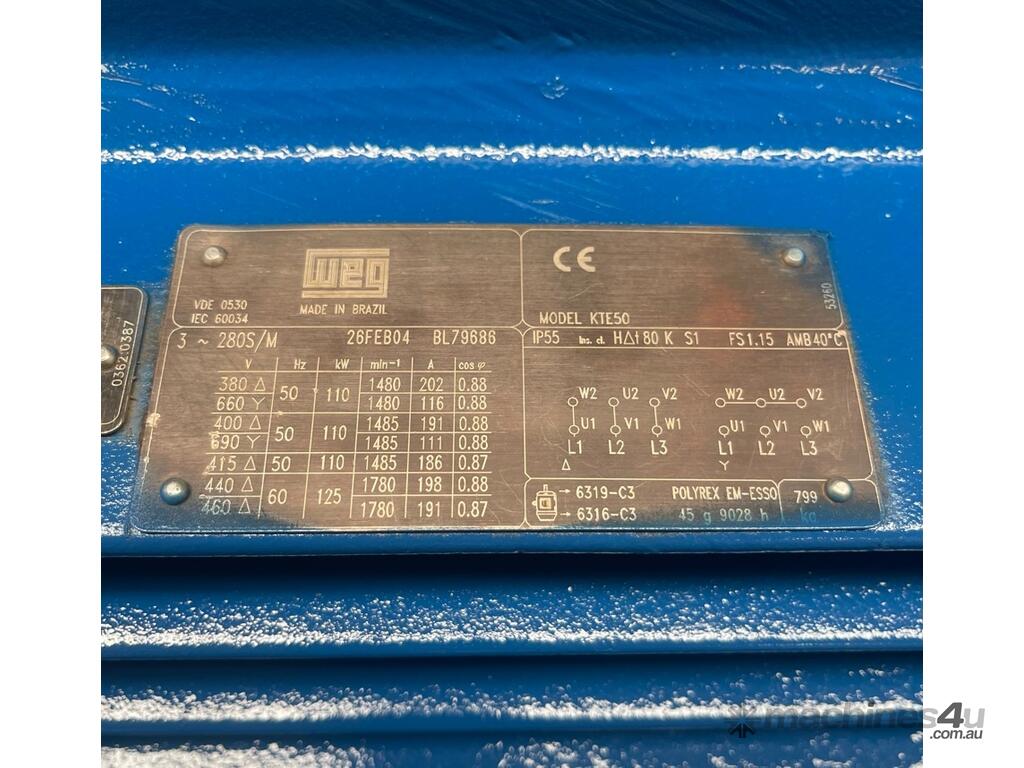 WEG
VDE 0530
IEC 60034
MADE IN BRAZIL
CE
MODEL KTE50
53260
3 ~ 280S/M 26FEB04 BL79686
IP55 Ins. cl. H Δt 80 K S1 FS1.15 AMB40°C
V Hz kW min-1 A cos φ
380 Δ 50 110 1480 202 0.88
660 Y 1480 116 0.88
400 Δ 50 110 1485 191 0.88
690 Y 1485 111 0.88
415 Δ 50 110 1485 186 0.87
440 Δ 60 125 1780 198 0.88
460 Δ 1780 191 0.87
W2 U2 V2
U1 V1 W1
L1 L2 L3
Δ
W2 U2 V2
U1 V1 W1
L1 L2 L3
Y
→ 6319-C3 POLYREX EM-ESSO 799
→ 6316-C3 45 g 9028 h kg
0362.0387
machines4u
.com.au